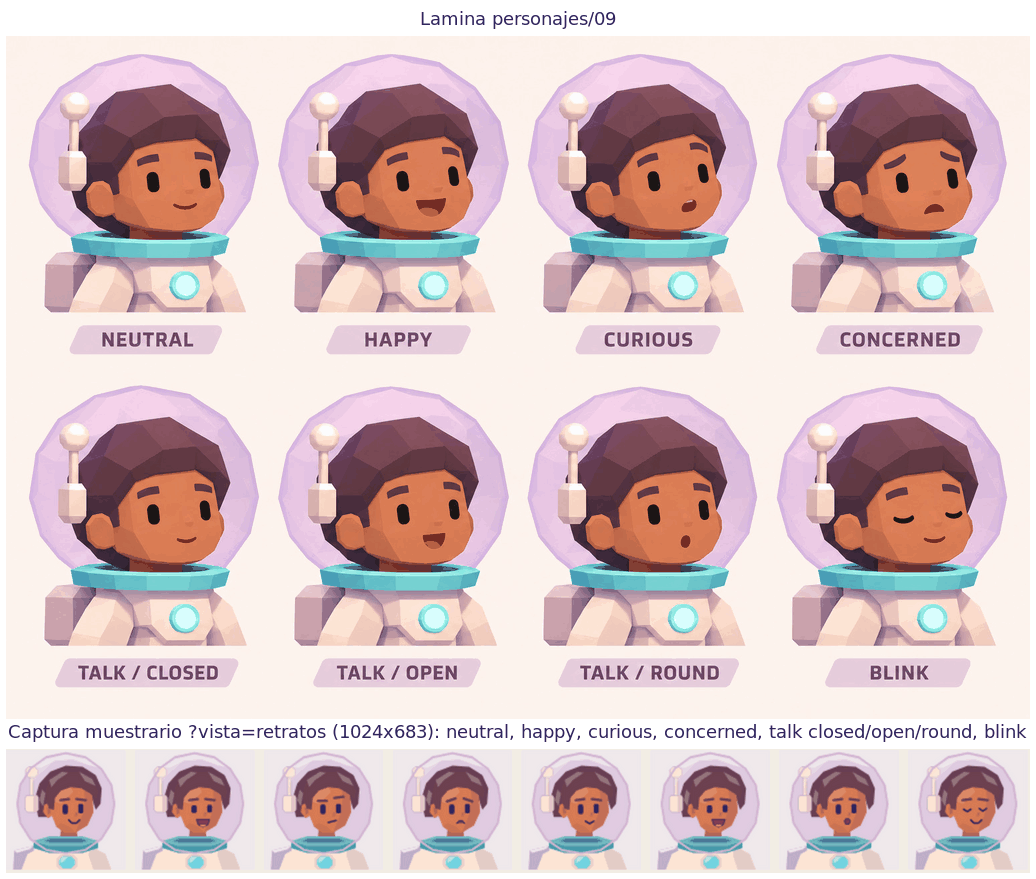 Lamina personajes/09
NEUTRAL
HAPPY
CURIOUS
CONCERNED
TALK / CLOSED
TALK / OPEN
TALK / ROUND
BLINK
Captura muestrario ?vista=retratos (1024x683): neutral, happy, curious, concerned, talk closed/open/round, blink